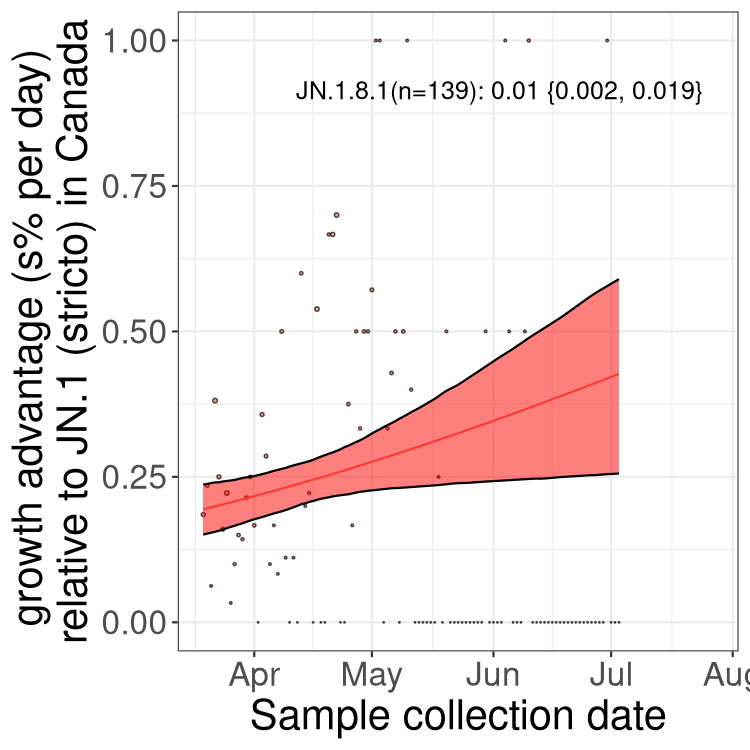 growth advantage (s% per day)
relative to JN.1 (stricto) in Canada
1.00
0.75
0.50
0.25
0.00
JN.1.8.1(n=139): 0.01 {0.002, 0.019}
Apr May Jun Jul Aug
Sample collection date